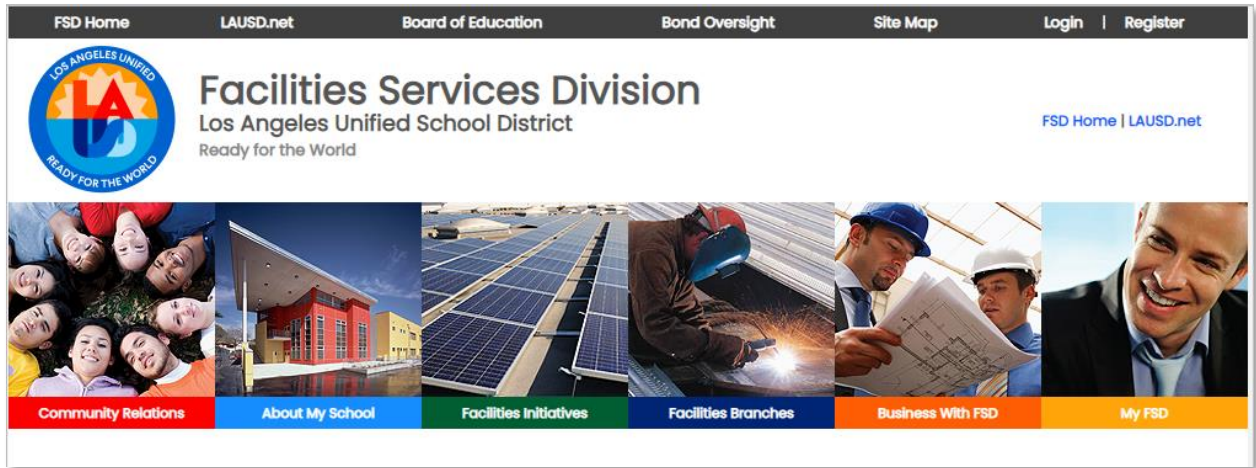 FSD Home LAUSD.net Board of Education Bond Oversight Site Map Login | Register
LOS ANGELES UNIFIED
LAUSD
READY FOR THE WORLD
Facilities Services Division
Los Angeles Unified School District
Ready for the World
FSD Home | LAUSD.net
Community Relations About My School Facilities Initiatives Facilities Branches Business With FSD My FSD